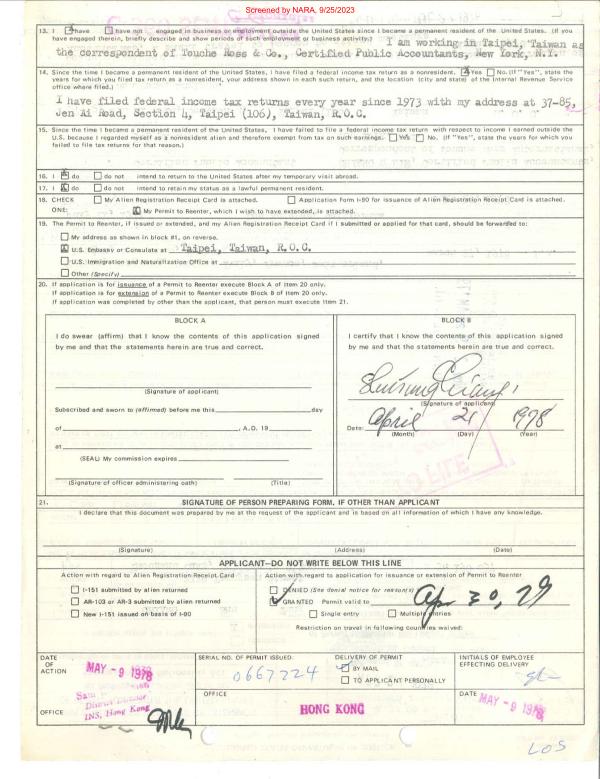 Screened by NARA, 9/25/2023
13. I ☒ have ☐ have not engaged in business or employment outside the United States since I became a permanent resident of the United States. (If you
have engaged therein, briefly describe and show periods of such employment or business activity.) I am working in Taipei, Taiwan as
the correspondent of Touche Ross & Co., Certified Public Accountants, New York, N.Y.
14. Since the time I became a permanent resident of the United States, I have filed a federal income tax return as a nonresident. ☒ Yes ☐ No. (If "Yes", state the
years for which you filed tax return as a nonresident, your address shown in each such return, and the location (city and state) of the Internal Revenue Service
office where filed.)
I have filed federal income tax returns every year since 1973 with my address at 37-85,
Jen Ai Road, Section 4, Taipei (106), Taiwan, R.O.C.
15. Since the time I became a permanent resident of the United States, I have failed to file a federal income tax return with respect to income I earned outside the
U.S. because I regarded myself as a nonresident alien and therefore exempt from tax on such earnings. ☐ Yes ☐ No. (If "Yes", state the years for which you
failed to file tax returns for that reason.)
16. I ☒ do ☐ do not intend to return to the United States after my temporary visit abroad.
17. I ☒ do ☐ do not intend to retain my status as a lawful permanent resident.
18. CHECK ☐ My Alien Registration Receipt Card is attached. ☐ Application Form I-90 for issuance of Alien Registration Receipt Card is attached.
ONE: ☒ My Permit to Reenter, which I wish to have extended, is attached.
19. The Permit to Reenter, if issued or extended, and my Alien Registration Receipt Card if I submitted or applied for that card, should be forwarded to:
☐ My address as shown in block #1, on reverse.
☒ U.S. Embassy or Consulate at Taipei, Taiwan, R.O.C.
☐ U.S. Immigration and Naturalization Office at
☐ Other (Specify)
20. If application is for issuance of a Permit to Reenter execute Block A of Item 20 only.
If application is for extension of a Permit to Reenter execute Block B of Item 20 only.
If application was completed by other than the applicant, that person must execute Item 21.
BLOCK A
I do swear (affirm) that I know the contents of this application signed
by me and that the statements herein are true and correct.
(Signature of applicant)
Subscribed and sworn to (affirmed) before me this day
of , A.D. 19
at
(SEAL) My commission expires
(Signature of officer administering oath) (Title)
BLOCK B
I certify that I know the contents of this application signed
by me and that the statements herein are true and correct.
(Signature of applicant)
Date: April 21 1978
(Month) (Day) (Year)
21. SIGNATURE OF PERSON PREPARING FORM, IF OTHER THAN APPLICANT
I declare that this document was prepared by me at the request of the applicant and is based on all information of which I have any knowledge.
(Signature) (Address) (Date)
APPLICANT—DO NOT WRITE BELOW THIS LINE
Action with regard to Alien Registration Receipt Card
☐ I-151 submitted by alien returned
☐ AR-103 or AR-3 submitted by alien returned
☐ New I-151 issued on basis of I-90
Action with regard to application for issuance or extension of Permit to Reenter
☐ DENIED (See denial notice for reason(s).)
☑ GRANTED Permit valid to Apr 30, 79
☐ Single entry ☐ Multiple entries
Restriction on travel in following countries waived:
DATE OF ACTION MAY - 9 1978
SERIAL NO. OF PERMIT ISSUED 0667224
DELIVERY OF PERMIT
☑ BY MAIL
☐ TO APPLICANT PERSONALLY
INITIALS OF EMPLOYEE EFFECTING DELIVERY
OFFICE
District Director
INS, Hong Kong
OFFICE HONG KONG
DATE MAY - 9 1978
LOS